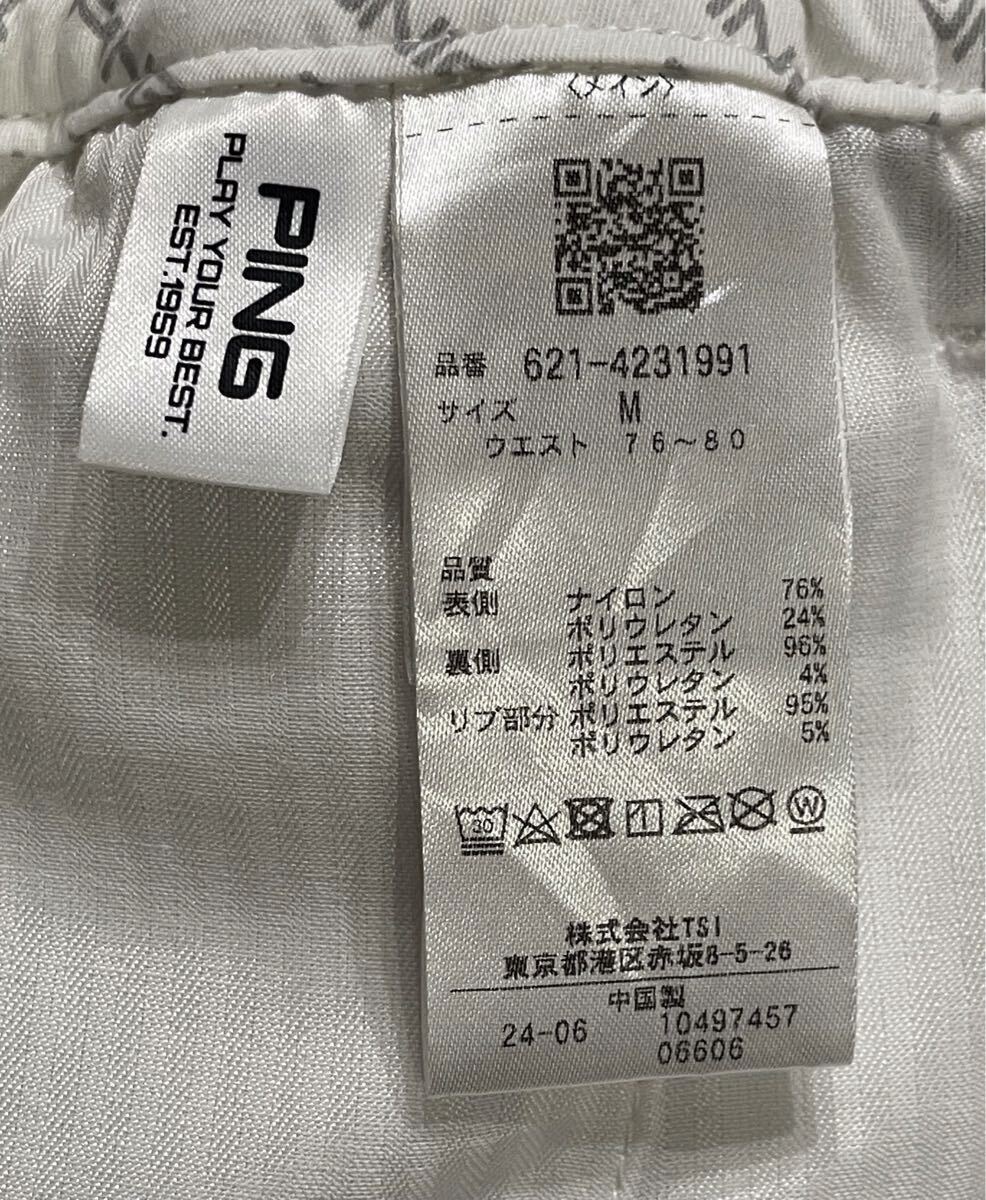 PING
PLAY YOUR BEST.
EST.1959
〈メイン〉
品番 621-4231991
サイズ M
ウエスト 76~80
品質
表側 ナイロン 76%
ポリウレタン 24%
裏側 ポリエステル 96%
ポリウレタン 4%
リブ部分 ポリエステル 95%
ポリウレタン 5%
30
W
株式会社TSI
東京都港区赤坂8-5-26
中国製
24-06 10497457
06606